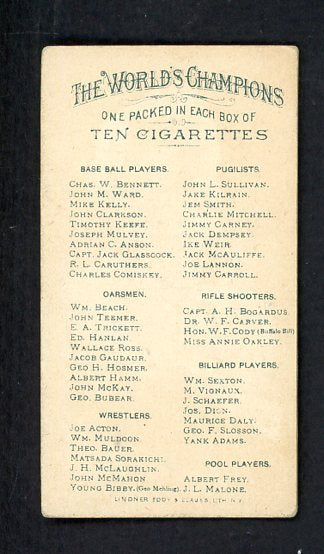 THE WORLD'S CHAMPIONS
ONE PACKED IN EACH BOX OF
TEN CIGARETTES
BASE BALL PLAYERS.
CHAS. W. BENNETT.
JOHN M. WARD.
MIKE KELLY.
JOHN CLARKSON.
TIMOTHY KEEFE.
JOSEPH MULVEY.
ADRIAN C. ANSON.
CAPT. JACK GLASSCOCK.
R. L. CARUTHERS.
CHARLES COMISKEY.
OARSMEN.
WM. BEACH.
JOHN TEEMER.
E. A. TRICKETT.
ED. HANLAN.
WALLACE ROSS.
JACOB GAUDAUR.
GEO H. HOSMER.
ALBERT HAMM.
JOHN McKAY.
GEO. BUBEAR.
WRESTLERS.
JOE ACTON.
WM. MULDOON.
THEO. BAUER.
MATSADA SORAKICHI.
J. H. McLAUGHLIN.
JOHN McMAHON
YOUNG BIBBY. (Geo Mehling).
PUGILISTS.
JOHN L. SULLIVAN.
JAKE KILRAIN.
JEM SMITH.
CHARLIE MITCHELL.
JIMMY CARNEY.
JACK DEMPSEY.
IKE WEIR.
JACK McAULIFFE.
JOE LANNON.
JIMMY CARROLL.
RIFLE SHOOTERS.
CAPT. A. H. BOGARDUS.
DR. W. F. CARVER.
HON. W. F. CODY (Buffalo Bill)
MISS ANNIE OAKLEY.
BILLIARD PLAYERS.
WM. SEXTON.
M. VIGNAUX.
J. SCHAEFER.
JOS. DION.
MAURICE DALY.
GEO. F. SLOSSON.
YANK ADAMS.
POOL PLAYERS.
ALBERT FREY.
J. L. MALONE.
LINDNER EDDY & CLAUSS, LITH. N.Y.